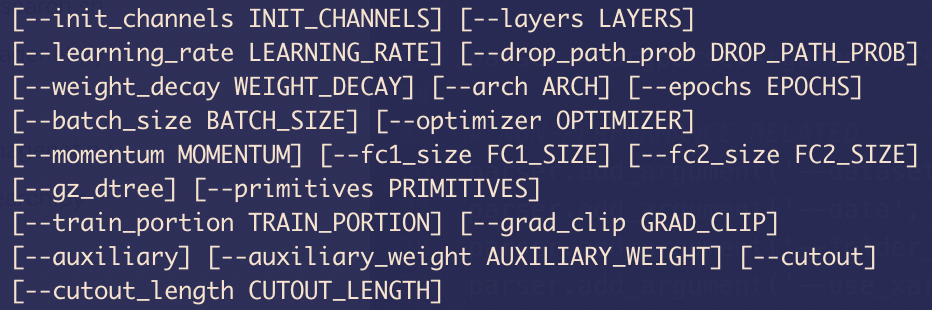 [--init_channels INIT_CHANNELS] [--layers LAYERS]
[--learning_rate LEARNING_RATE] [--drop_path_prob DROP_PATH_PROB]
[--weight_decay WEIGHT_DECAY] [--arch ARCH] [--epochs EPOCHS]
[--batch_size BATCH_SIZE] [--optimizer OPTIMIZER]
[--momentum MOMENTUM] [--fc1_size FC1_SIZE] [--fc2_size FC2_SIZE]
[--gz_dtree] [--primitives PRIMITIVES]
[--train_portion TRAIN_PORTION] [--grad_clip GRAD_CLIP]
[--auxiliary] [--auxiliary_weight AUXILIARY_WEIGHT] [--cutout]
[--cutout_length CUTOUT_LENGTH]